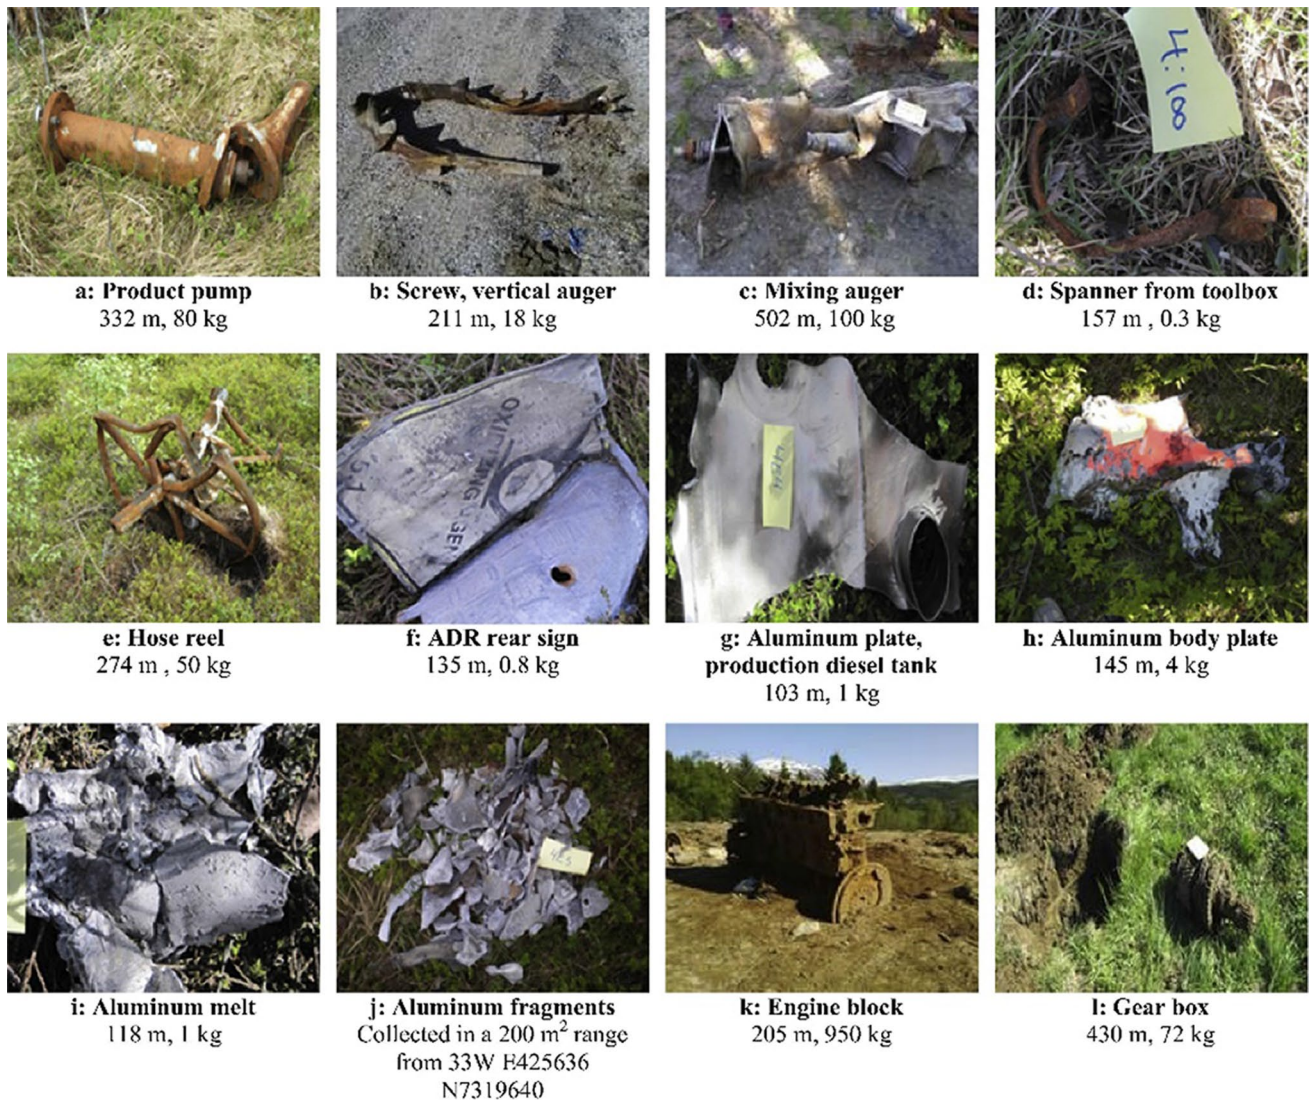 4:100
a: Product pump
332 m, 80 kg
b: Screw, vertical auger
211 m, 18 kg
c: Mixing auger
502 m, 100 kg
d: Spanner from toolbox
157 m , 0.3 kg
5.1
OXIDIZING AGENT
e: Hose reel
274 m , 50 kg
f: ADR rear sign
135 m, 0.8 kg
g: Aluminum plate,
production diesel tank
103 m, 1 kg
h: Aluminum body plate
145 m, 4 kg
i: Aluminum melt
118 m, 1 kg
j: Aluminum fragments
Collected in a 200 m² range
from 33W E425636
N7319640
k: Engine block
205 m, 950 kg
l: Gear box
430 m, 72 kg